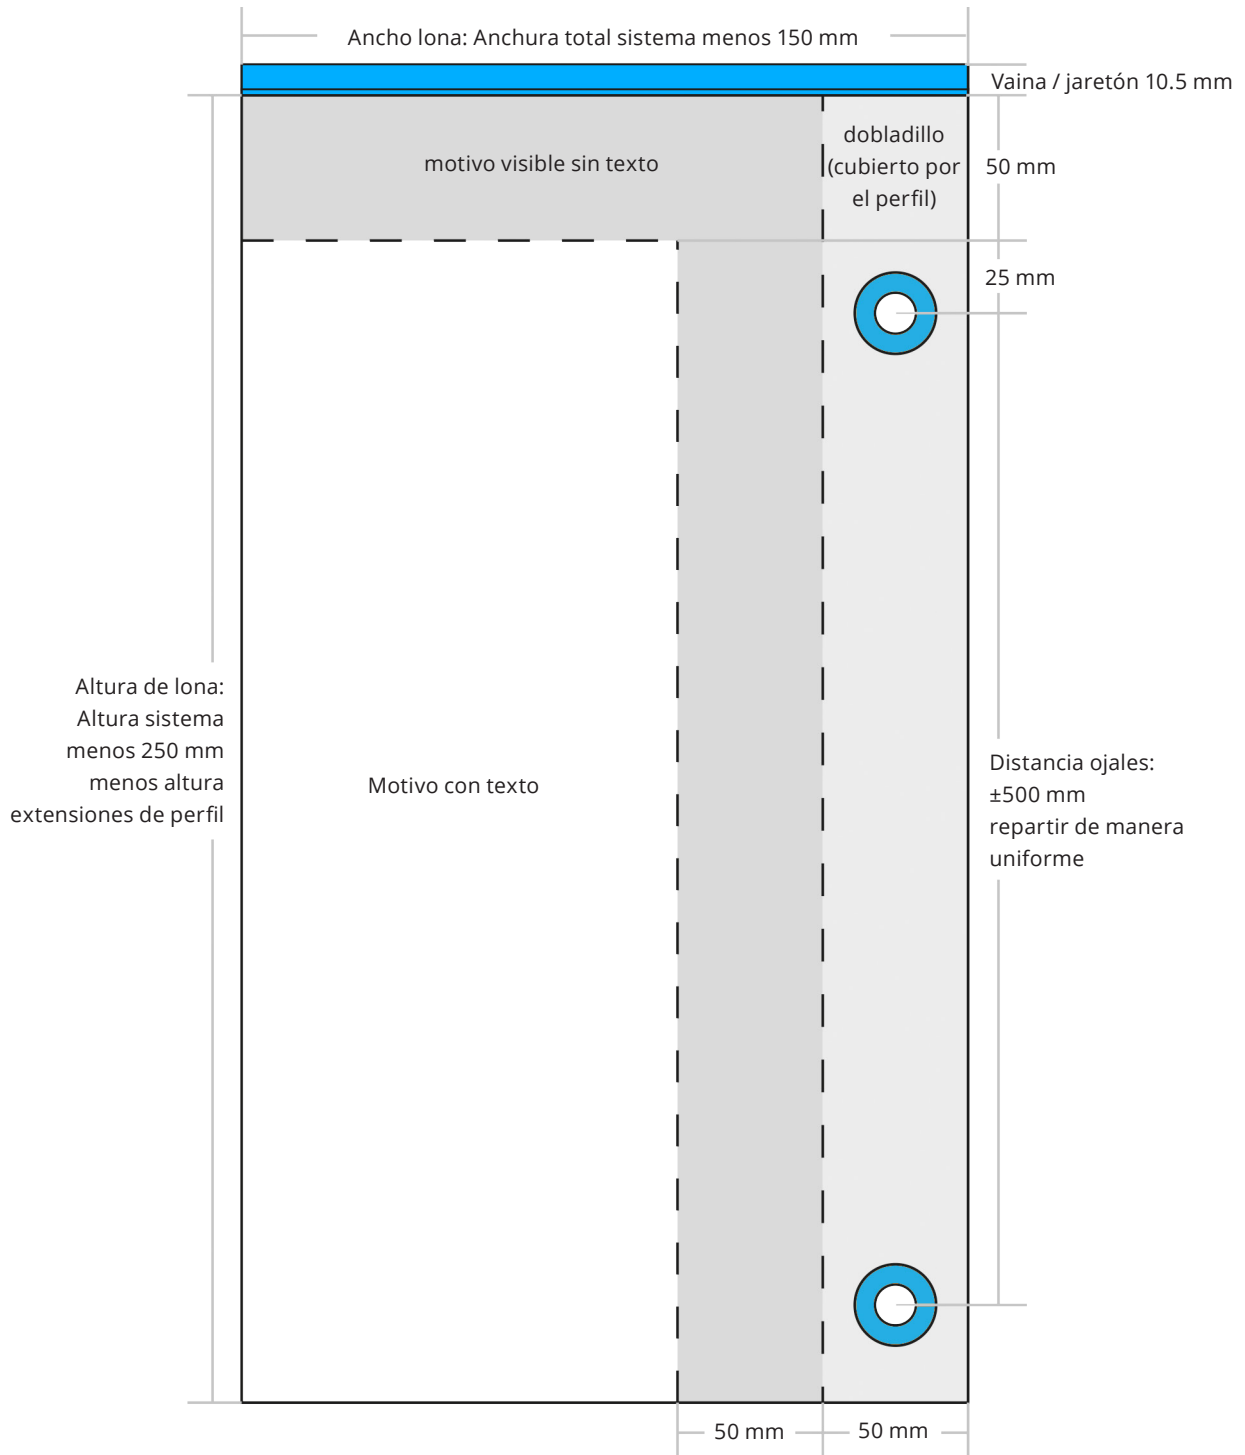 Ancho lona: Anchura total sistema menos 150 mm
Vaina / jaretón 10.5 mm
dobladillo
(cubierto por
el perfil)
motivo visible sin texto
50 mm
25 mm
Altura de lona:
Altura sistema
menos 250 mm
menos altura
extensiones de perfil
Motivo con texto
Distancia ojales:
±500 mm
repartir de manera
uniforme
50 mm
50 mm